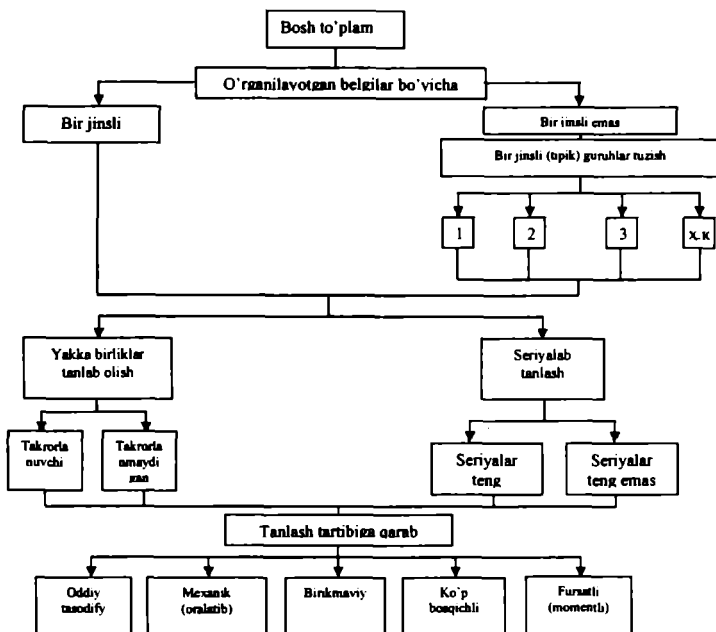 Bosh to`plam
O`rganilayotgan belgilar bo`yicha
Bir jinsli
Bir jinsli emas
Bir jinsli (tipik) guruhlar tuzish
1
2
3
x.k
Yakka birliklar
tanlab olish
Seriyalab
tanlash
Takrorla
nuvchi
Takrorla
nmaydi
gan
Seriyalar
teng
Seriyalar
teng emas
Tanlash tartibiga qarab
Oddiy
tasodify
Mexanik
(oralatib)
Birikmaviy
Ko`p
bosqichli
Fursatli
(momentli)